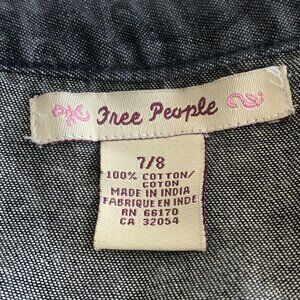 Free People
7/8
100% COTTON/
COTON
MADE IN INDIA
FABRIQUE EN INDE
RN 66170
CA 32054